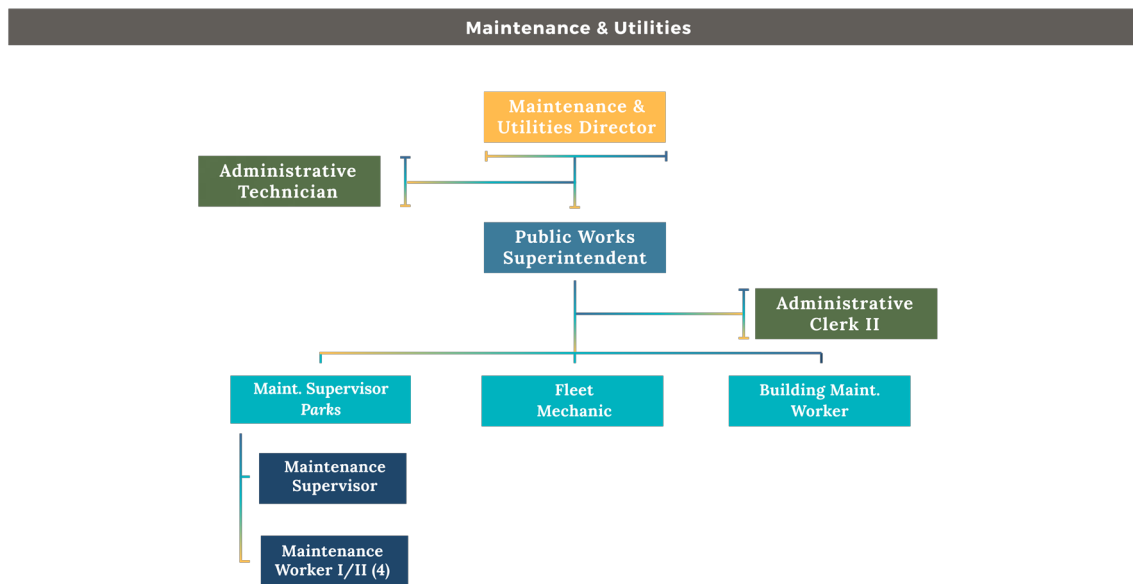 Maintenance & Utilities
Maintenance &
Utilities Director
Administrative
Technician
Public Works
Superintendent
Administrative
Clerk II
Maint. Supervisor
Parks
Fleet
Mechanic
Building Maint.
Worker
Maintenance
Supervisor
Maintenance
Worker I/II (4)